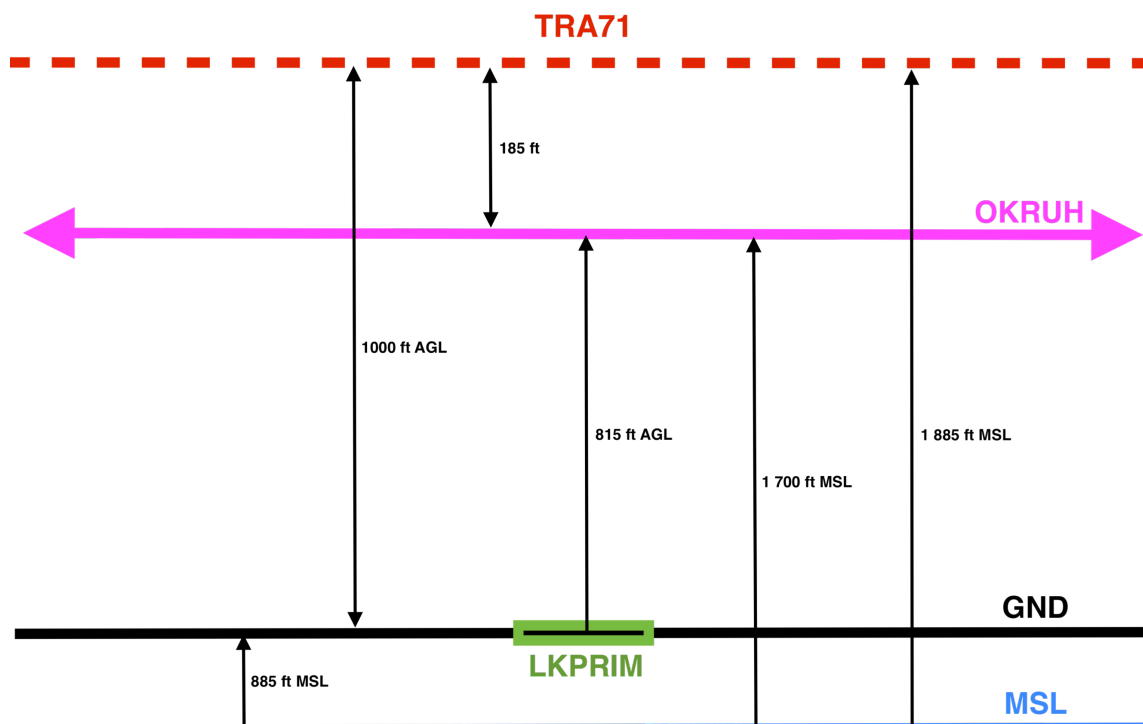 TRA71
185 ft
OKRUH
1000 ft AGL
815 ft AGL
1 885 ft MSL
1 700 ft MSL
GND
LKPRIM
885 ft MSL
MSL